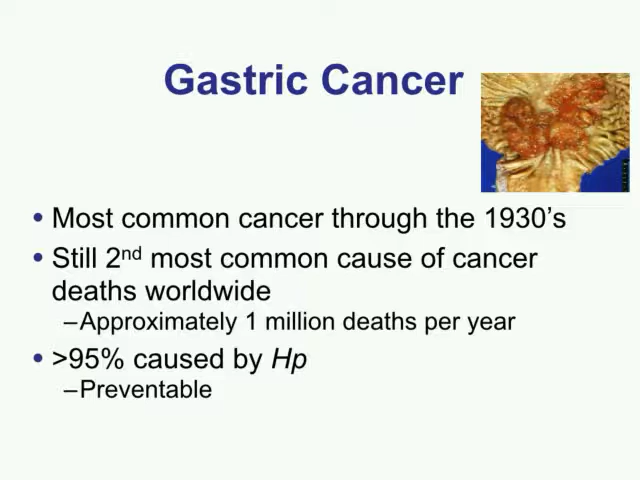 Gastric Cancer
• Most common cancer through the 1930’s
• Still 2nd most common cause of cancer
deaths worldwide
–Approximately 1 million deaths per year
• >95% caused by Hp
–Preventable